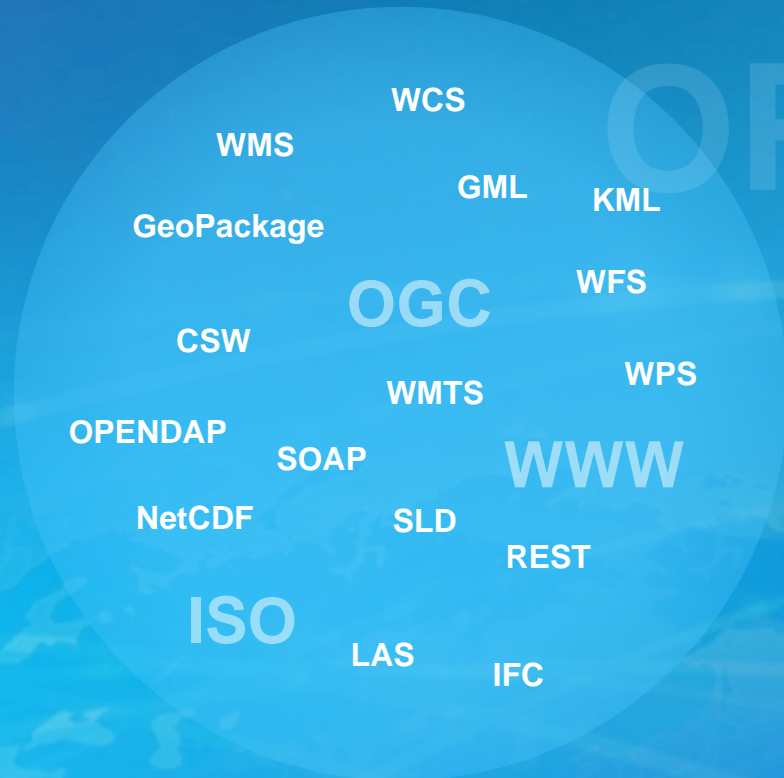 WCS
WMS
GML
KML
GeoPackage
WFS
OGC
CSW
WPS
WMTS
OPENDAP
SOAP
WWW
NetCDF
SLD
REST
ISO
LAS
IFC